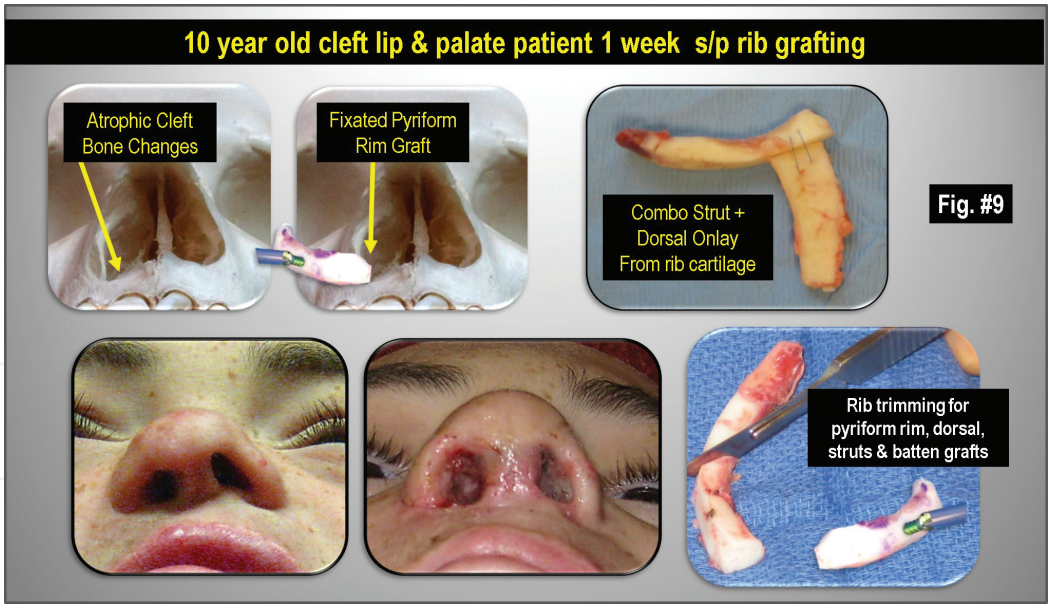 10 year old cleft lip & palate patient 1 week s/p rib grafting
Atrophic Cleft
Bone Changes
Fixated Pyriform
Rim Graft
Combo Strut +
Dorsal Onlay
From rib cartilage
Fig. #9
Rib trimming for
pyriform rim, dorsal,
struts & batten grafts